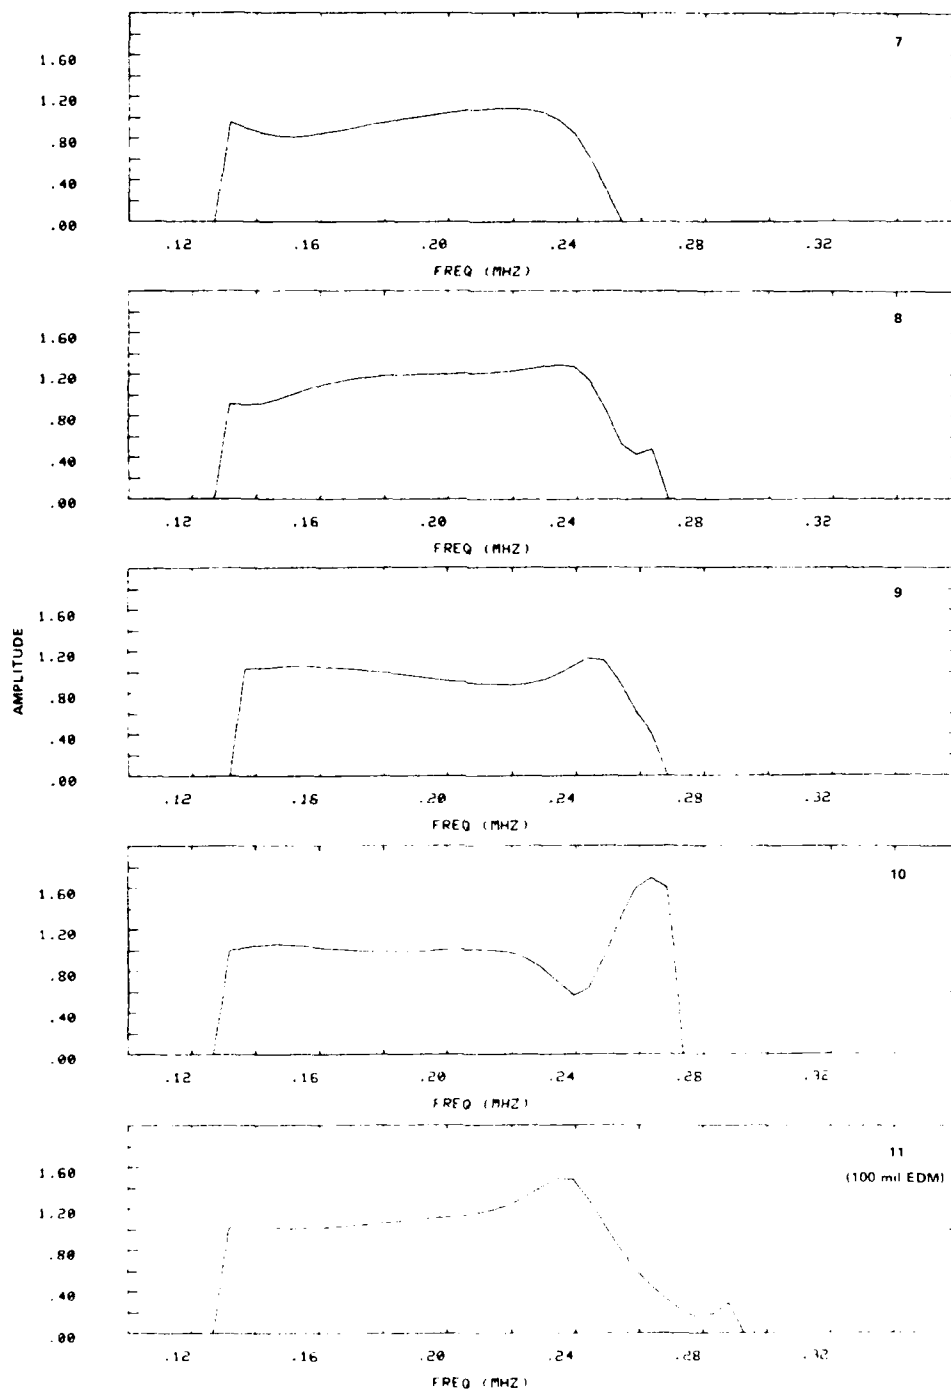 7
1.60
1.20
.80
.40
.00
.12 .16 .20 .24 .28 .32
FREQ (MHZ)
8
1.60
1.20
.80
.40
.00
.12 .16 .20 .24 .28 .32
FREQ (MHZ)
AMPLITUDE
9
1.60
1.20
.80
.40
.00
.12 .16 .20 .24 .28 .32
FREQ (MHZ)
10
1.60
1.20
.80
.40
.00
.12 .16 .20 .24 .28 .32
FREQ (MHZ)
11
(100 mil EDM)
1.60
1.20
.80
.40
.00
.12 .16 .20 .24 .28 .32
FREQ (MHZ)